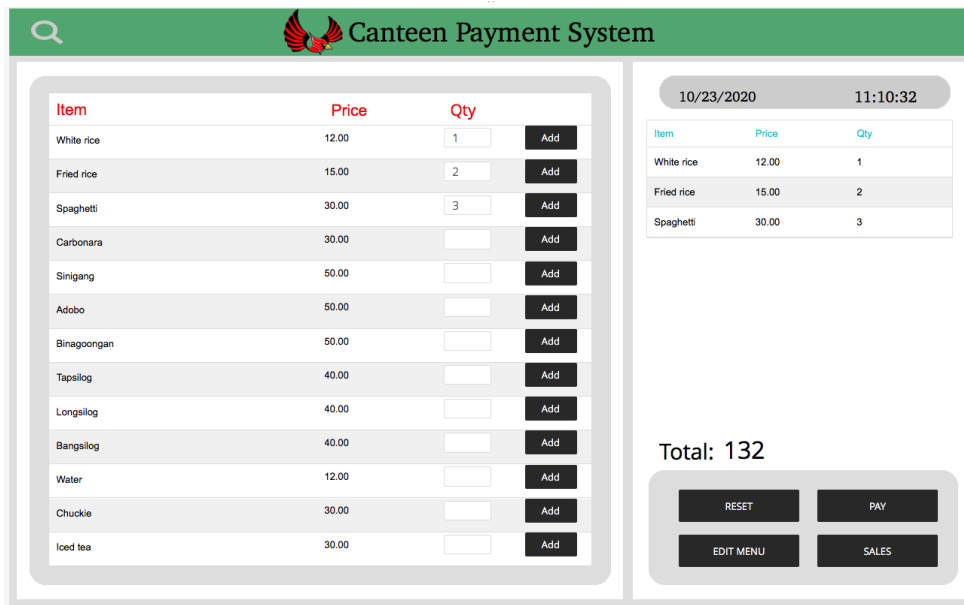 Canteen Payment System
Item Price Qty
White rice 12.00 1 Add
Fried rice 15.00 2 Add
Spaghetti 30.00 3 Add
Carbonara 30.00 Add
Sinigang 50.00 Add
Adobo 50.00 Add
Binagoongan 50.00 Add
Tapsilog 40.00 Add
Longsilog 40.00 Add
Bangsilog 40.00 Add
Water 12.00 Add
Chuckie 30.00 Add
Iced tea 30.00 Add
10/23/2020 11:10:32
Item Price Qty
White rice 12.00 1
Fried rice 15.00 2
Spaghetti 30.00 3
Total: 132
RESET PAY
EDIT MENU SALES